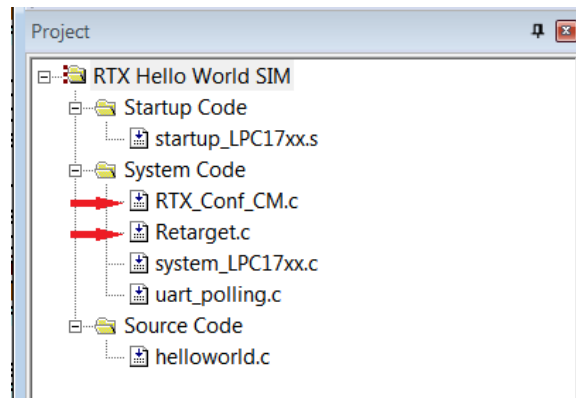 Project
RTX Hello World SIM
Startup Code
startup_LPC17xx.s
System Code
RTX_Conf_CM.c
Retarget.c
system_LPC17xx.c
uart_polling.c
Source Code
helloworld.c